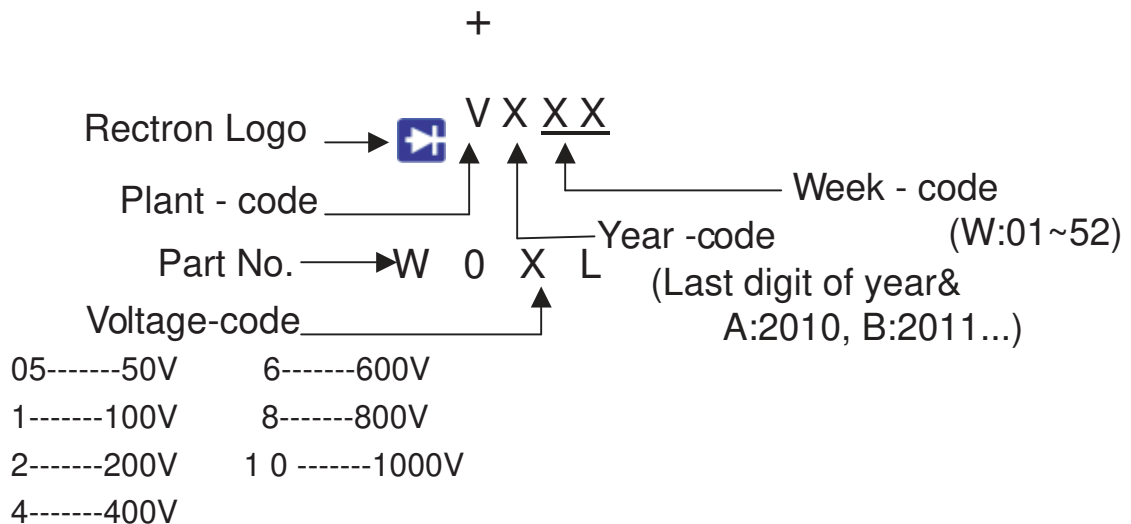 +
V X X X
Rectron Logo
Plant - code
Week - code
(W:01~52)
Year -code
Part No.
W 0 X L
(Last digit of year&
A:2010, B:2011...)
Voltage-code
05-------50V 6-------600V
1-------100V 8-------800V
2-------200V 1 0 -------1000V
4-------400V